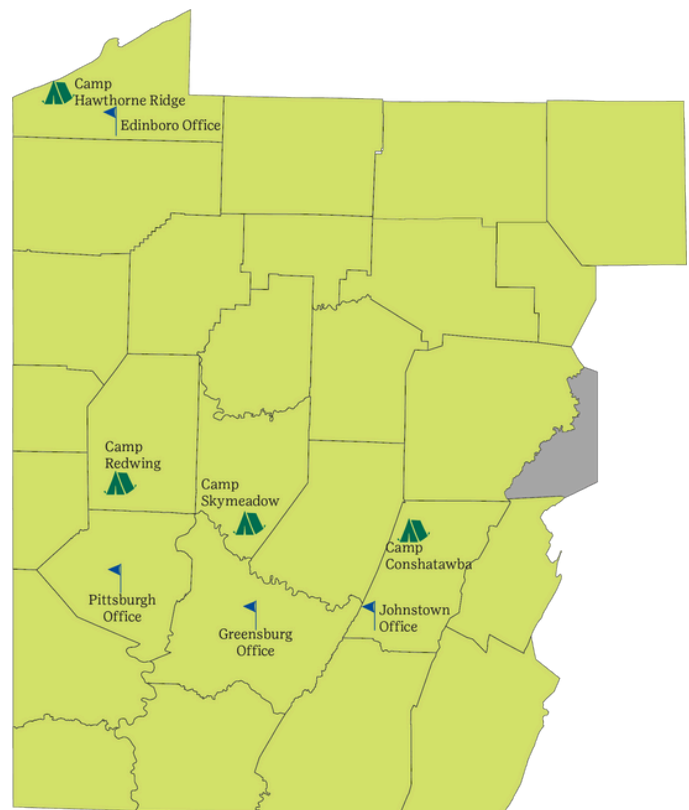 Camp
Hawthorne Ridge
Edinboro Office
Camp
Redwing
Camp
Skymeadow
Camp
Conshatawba
Pittsburgh
Office
Greensburg
Office
Johnstown
Office